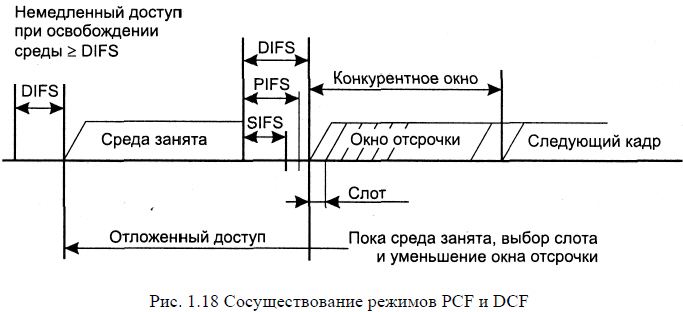 Немедленный доступ
при освобождении
среды ≥ DIFS
DIFS
DIFS
PIFS
SIFS
Конкурентное окно
Среда занята
Окно отсрочки
Следующий кадр
Слот
Отложенный доступ
Пока среда занята, выбор слота
и уменьшение окна отсрочки
Рис. 1.18 Сосуществование режимов PCF и DCF